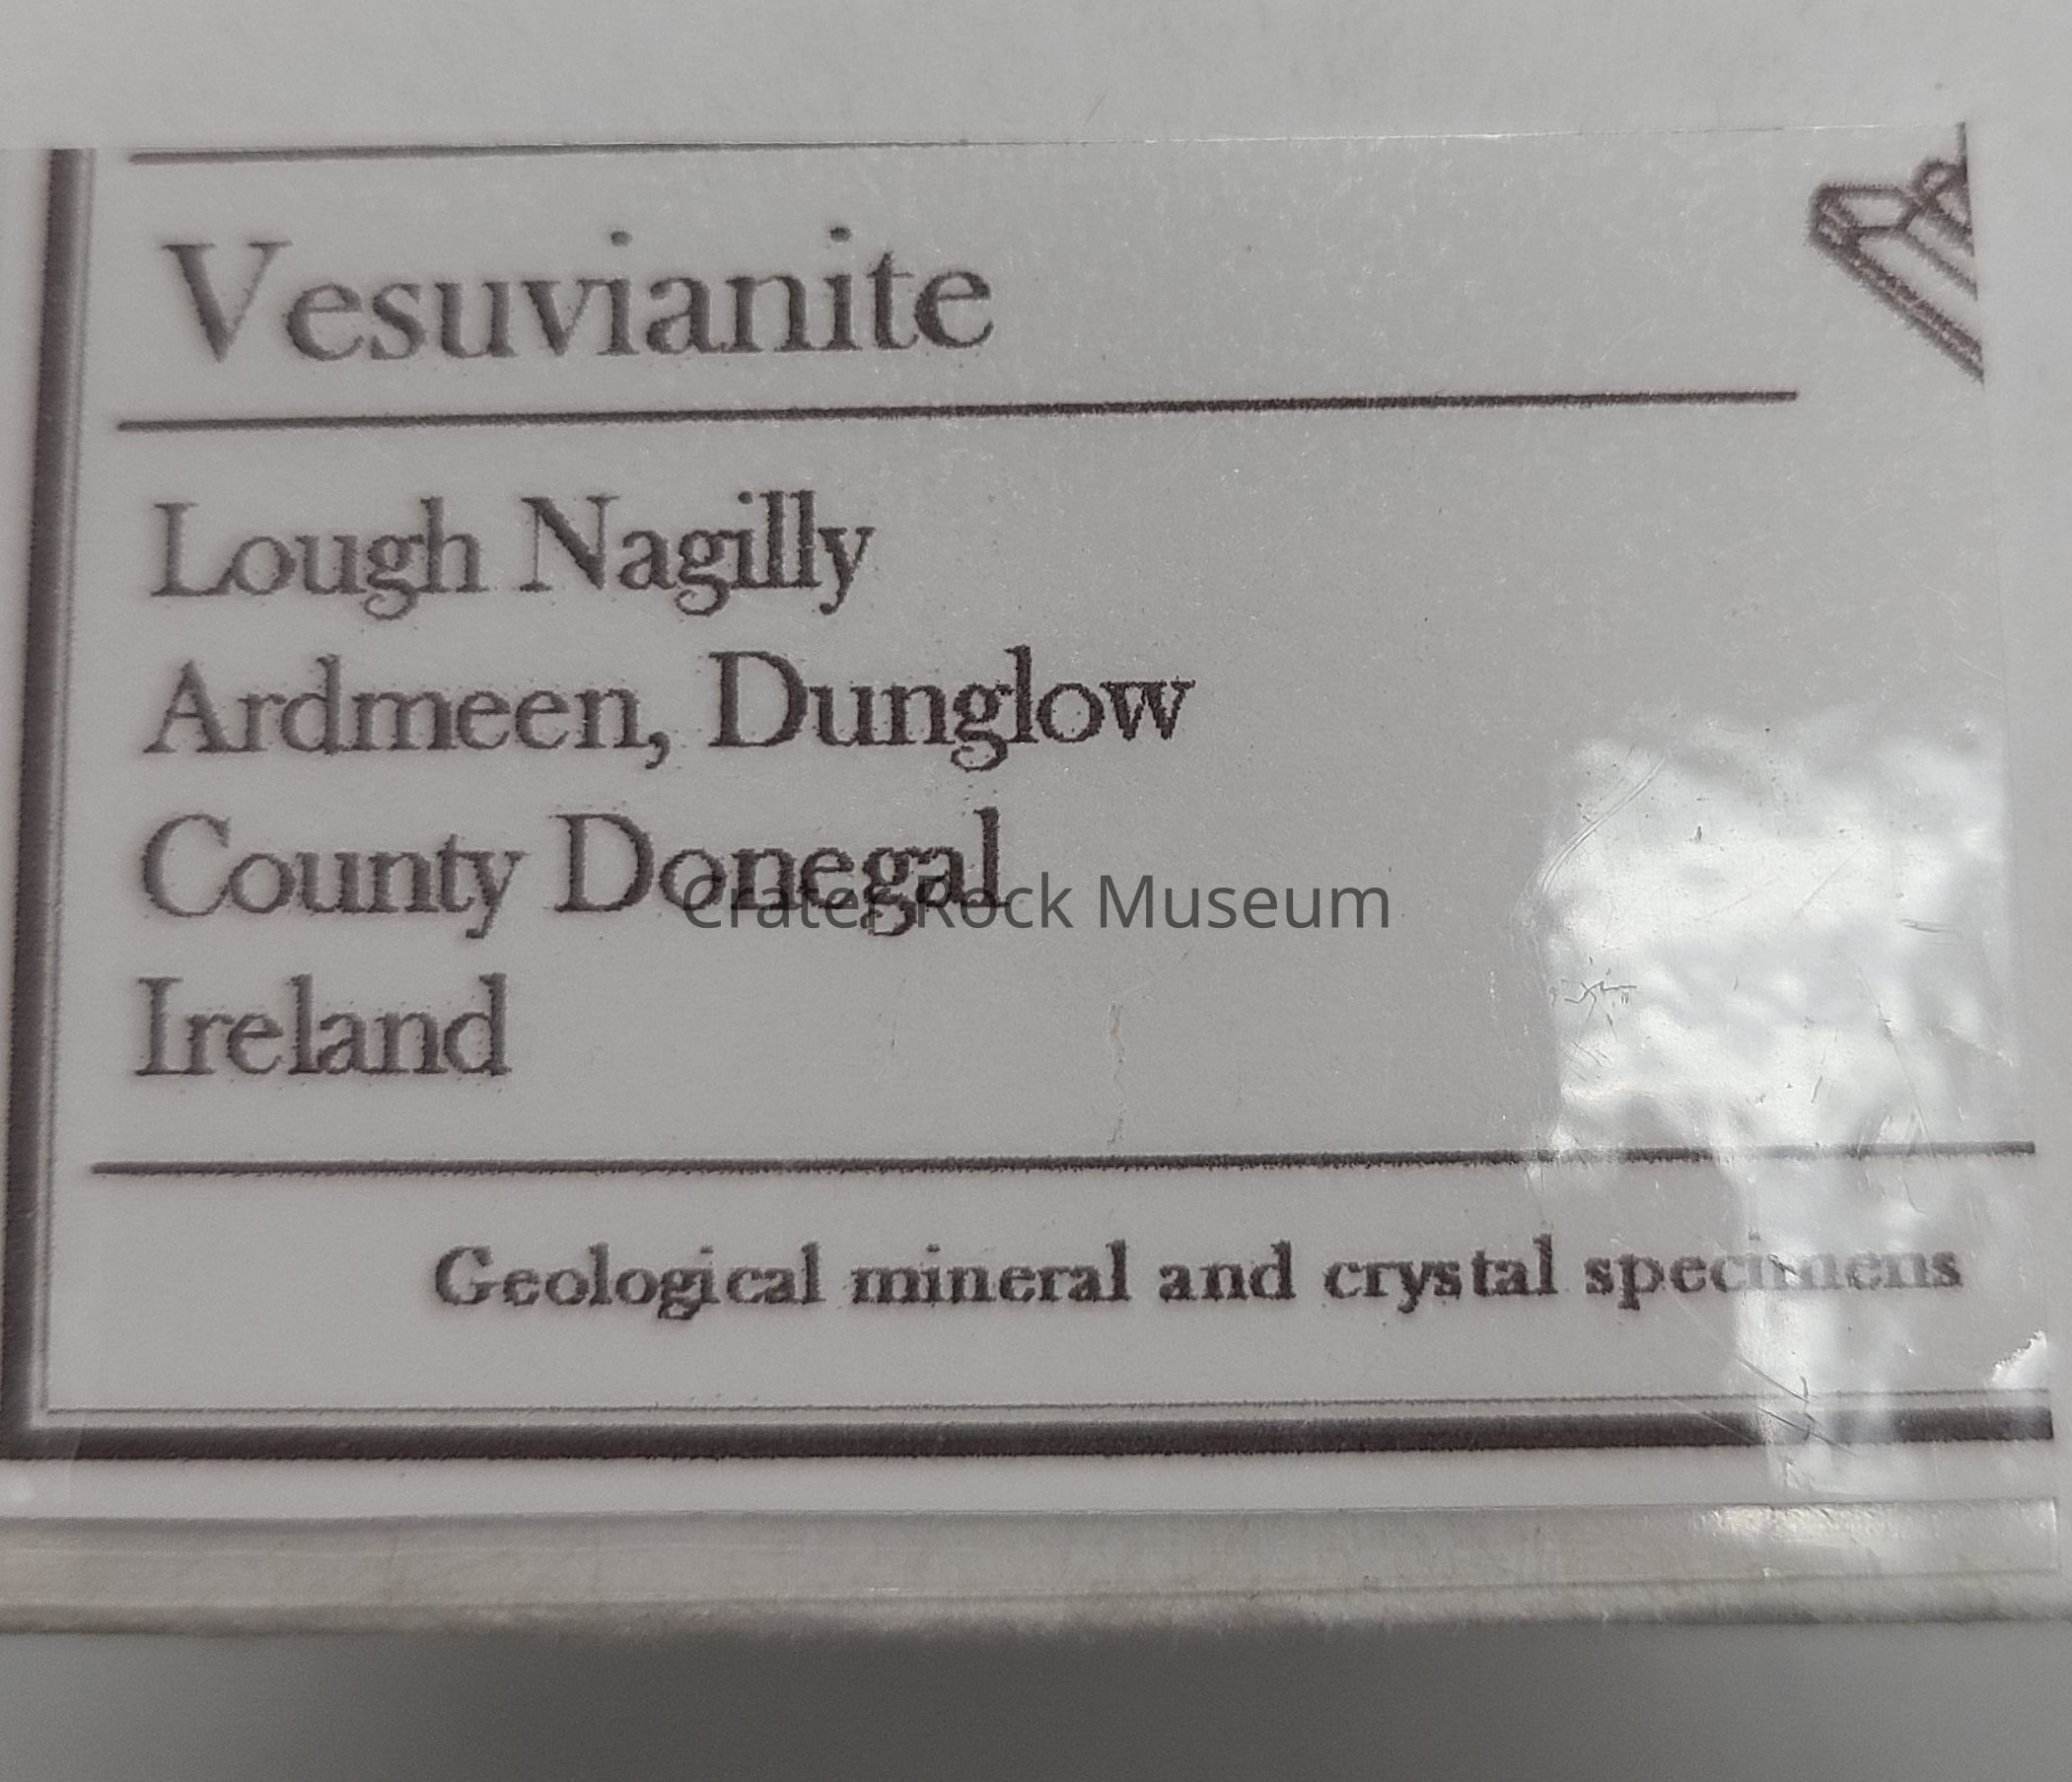 Vesuvianite
Lough Nagilly
Ardmeen, Dunglow
County Donegal
Crater Rock Museum
Ireland
Geological mineral and crystal specimens